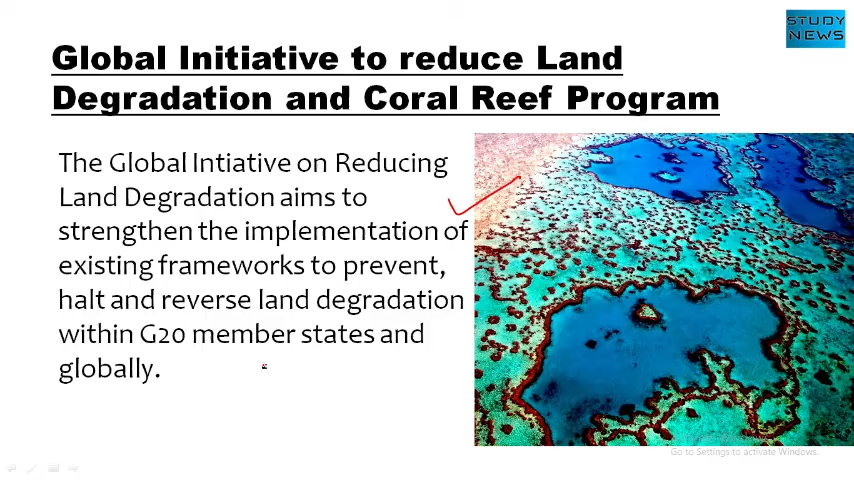 STUDY
NEWS
Global Initiative to reduce Land
Degradation and Coral Reef Program
The Global Intiative on Reducing
Land Degradation aims to
strengthen the implementation of
existing frameworks to prevent,
halt and reverse land degradation
within G20 member states and
globally.
Go to Settings to activate Windows.